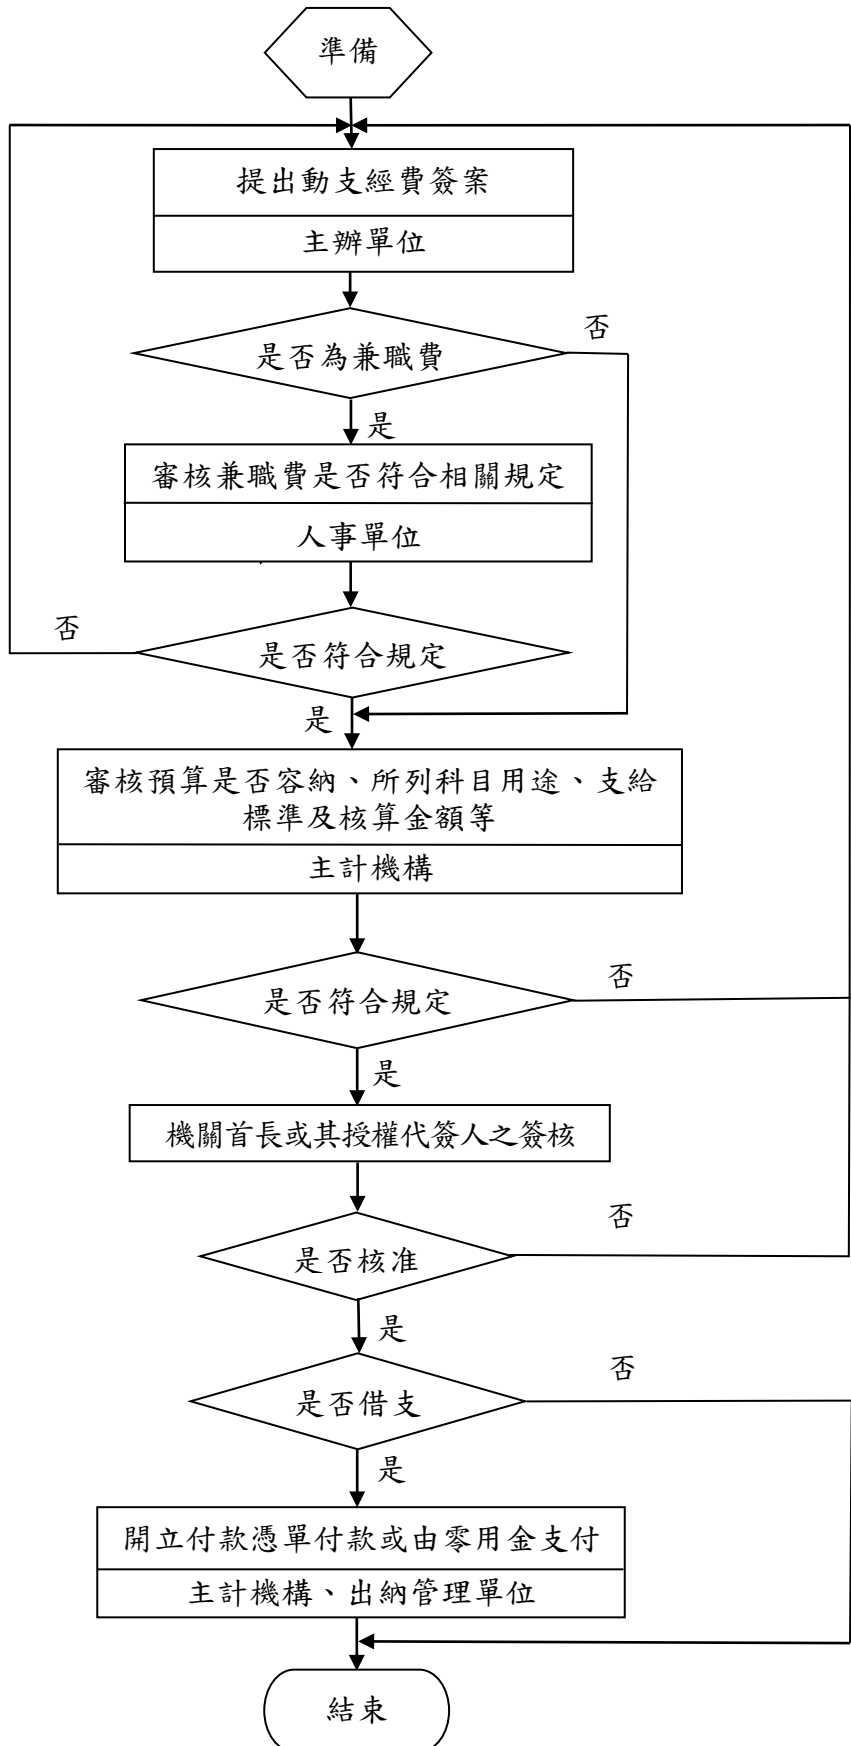 準備
提出動支經費簽案
主辦單位
是否為兼職費
否
是
審核兼職費是否符合相關規定
人事單位
否
是否符合規定
是
審核預算是否容納、所列科目用途、支給
標準及核算金額等
主計機構
是否符合規定
否
是
機關首長或其授權代簽人之簽核
否
是否核准
是
否
是否借支
是
開立付款憑單付款或由零用金支付
主計機構、出納管理單位
結束